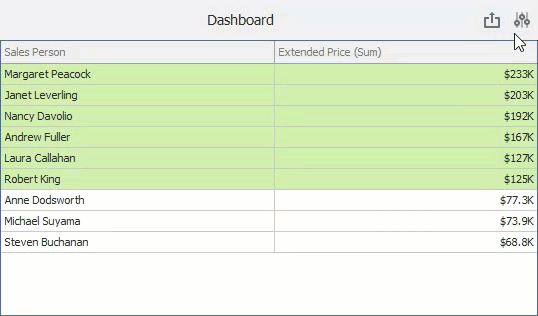 Dashboard
Sales Person Extended Price (Sum)
Margaret Peacock $233K
Janet Leverling $203K
Nancy Davolio $192K
Andrew Fuller $167K
Laura Callahan $127K
Robert King $125K
Anne Dodsworth $77.3K
Michael Suyama $73.9K
Steven Buchanan $68.8K